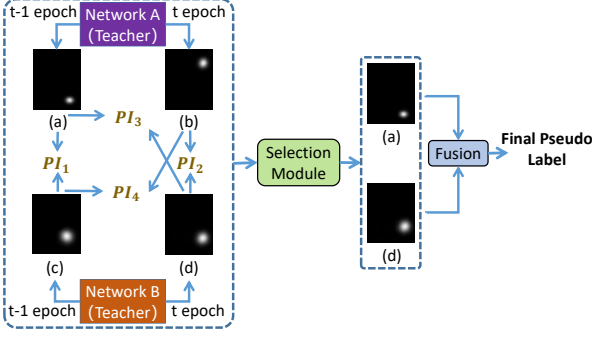 t-1 epoch
Network A
(Teacher)
t epoch
(a)
PI3
(b)
PI1
PI2
PI4
(c)
(d)
t-1 epoch
Network B
(Teacher)
t epoch
Selection
Module
(a)
(d)
Fusion
Final Pseudo
Label